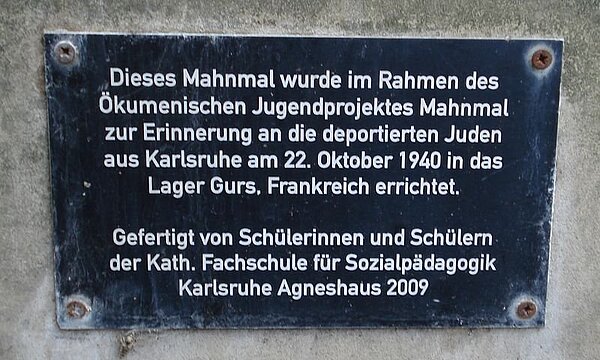 Dieses Mahnmal wurde im Rahmen des
Ökumenischen Jugendprojektes Mahnmal
zur Erinnerung an die deportierten Juden
aus Karlsruhe am 22. Oktober 1940 in das
Lager Gurs, Frankreich errichtet.
Gefertigt von Schülerinnen und Schülern
der Kath. Fachschule für Sozialpädagogik
Karlsruhe Agneshaus 2009